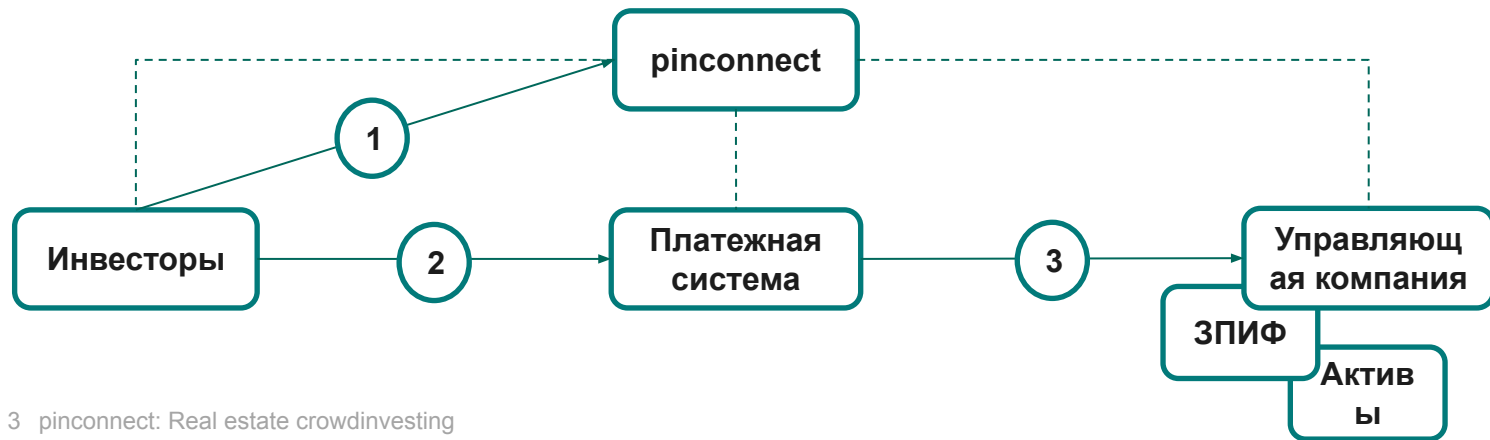 pinconnect
1
Инвесторы
2
Платежная
система
3
Управляющ
ая компания
ЗПИФ
Актив
ы
3 pinconnect: Real estate crowdinvesting